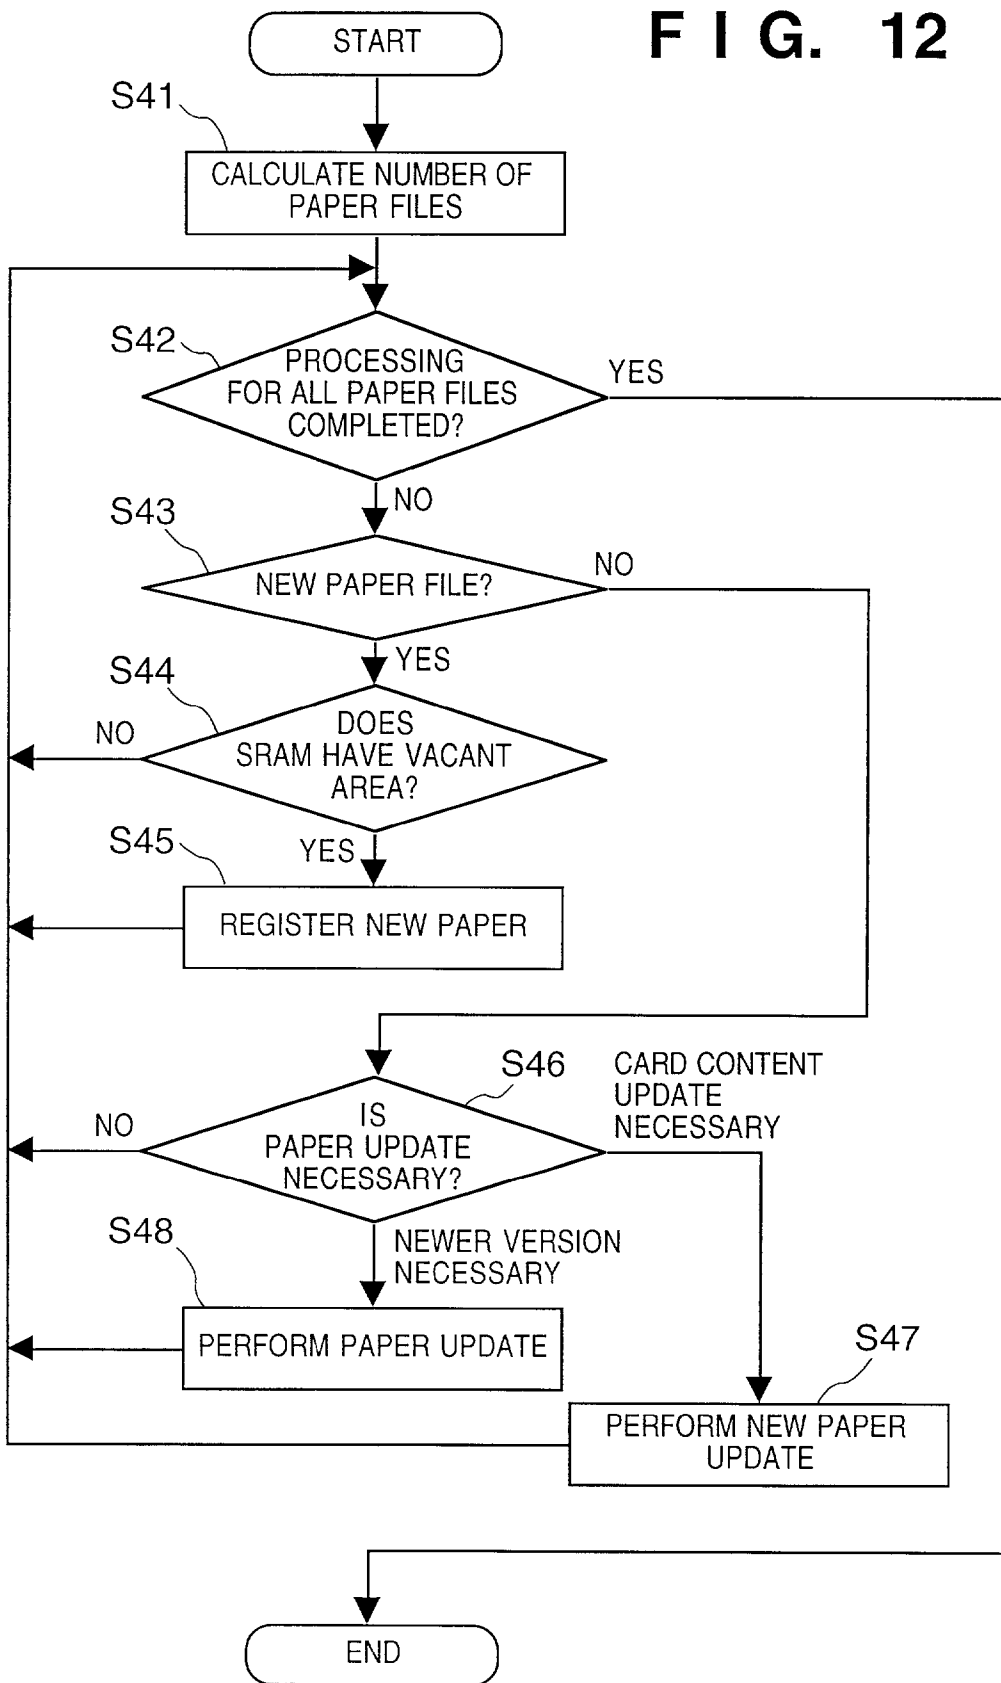 FIG. 12
START
S41
CALCULATE NUMBER OF
PAPER FILES
S42
PROCESSING
FOR ALL PAPER FILES
COMPLETED?
YES
NO
S43
NEW PAPER FILE?
NO
YES
S44
DOES
SRAM HAVE VACANT
AREA?
NO
YES
S45
REGISTER NEW PAPER
S46
CARD CONTENT
UPDATE
NECESSARY
IS
PAPER UPDATE
NECESSARY?
NO
NEWER VERSION
NECESSARY
S48
PERFORM PAPER UPDATE
S47
PERFORM NEW PAPER
UPDATE
END